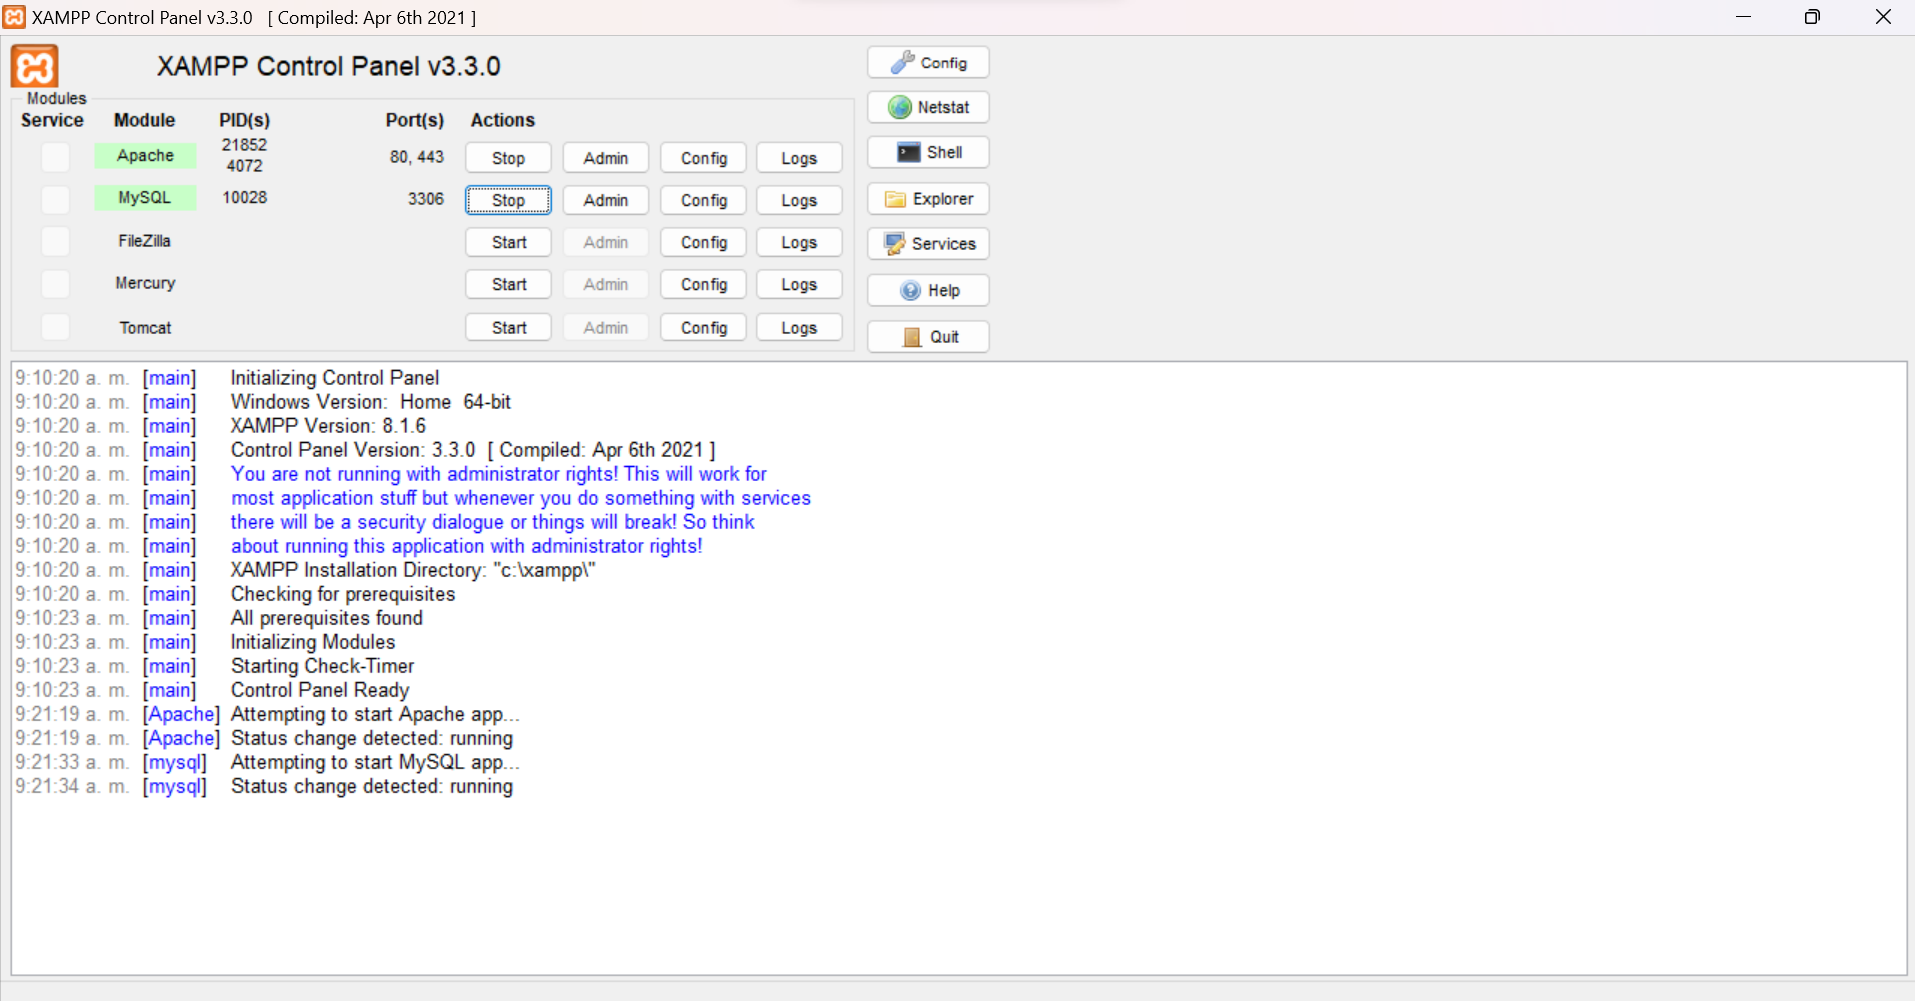 XAMPP Control Panel v3.3.0 [ Compiled: Apr 6th 2021 ]
XAMPP Control Panel v3.3.0
Config
Modules
Service Module PID(s) Port(s) Actions
Netstat
Apache 21852 4072 80, 443 Stop Admin Config Logs
Shell
MySQL 10028 3306 Stop Admin Config Logs
Explorer
FileZilla Start Admin Config Logs
Services
Mercury Start Admin Config Logs
Help
Tomcat Start Admin Config Logs
Quit
9:10:20 a. m. [main] Initializing Control Panel
9:10:20 a. m. [main] Windows Version: Home 64-bit
9:10:20 a. m. [main] XAMPP Version: 8.1.6
9:10:20 a. m. [main] Control Panel Version: 3.3.0 [ Compiled: Apr 6th 2021 ]
9:10:20 a. m. [main] You are not running with administrator rights! This will work for
9:10:20 a. m. [main] most application stuff but whenever you do something with services
9:10:20 a. m. [main] there will be a security dialogue or things will break! So think
9:10:20 a. m. [main] about running this application with administrator rights!
9:10:20 a. m. [main] XAMPP Installation Directory: "c:\xampp\"
9:10:20 a. m. [main] Checking for prerequisites
9:10:23 a. m. [main] All prerequisites found
9:10:23 a. m. [main] Initializing Modules
9:10:23 a. m. [main] Starting Check-Timer
9:10:23 a. m. [main] Control Panel Ready
9:21:19 a. m. [Apache] Attempting to start Apache app...
9:21:19 a. m. [Apache] Status change detected: running
9:21:33 a. m. [mysql] Attempting to start MySQL app...
9:21:34 a. m. [mysql] Status change detected: running